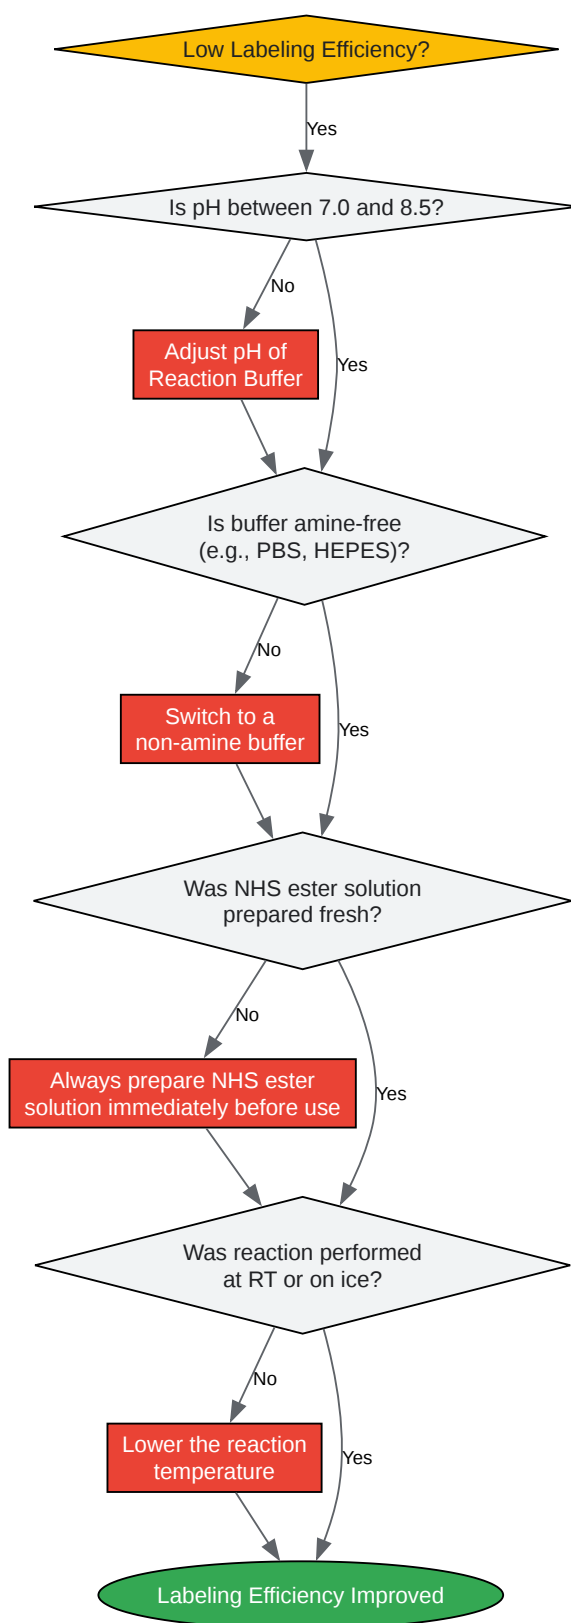 Low Labeling Efficiency?
Yes
Is pH between 7.0 and 8.5?
No
Adjust pH of
Reaction Buffer
Yes
Is buffer amine-free
(e.g., PBS, HEPES)?
No
Switch to a
non-amine buffer
Yes
Was NHS ester solution
prepared fresh?
No
Always prepare NHS ester
solution immediately before use
Yes
Was reaction performed
at RT or on ice?
No
Lower the reaction
temperature
Yes
Labeling Efficiency Improved